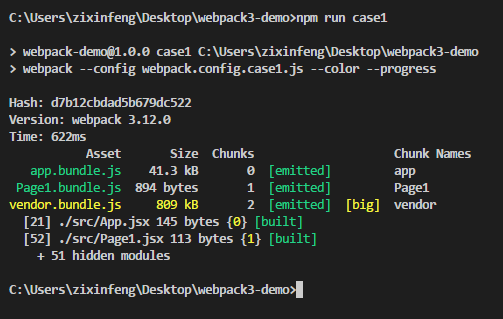 C:\Users\zixinfeng\Desktop\webpack3-demo>npm run case1
> webpack-demo@1.0.0 case1 C:\Users\zixinfeng\Desktop\webpack3-demo
> webpack --config webpack.config.case1.js --color --progress
Hash: d7b12cbdad5b679dc522
Version: webpack 3.12.0
Time: 622ms
Asset Size Chunks Chunk Names
app.bundle.js 41.3 kB 0 [emitted] app
Page1.bundle.js 894 bytes 1 [emitted] Page1
vendor.bundle.js 809 kB 2 [emitted] [big] vendor
[21] ./src/App.jsx 145 bytes {0} [built]
[52] ./src/Page1.jsx 113 bytes {1} [built]
+ 51 hidden modules
C:\Users\zixinfeng\Desktop\webpack3-demo>